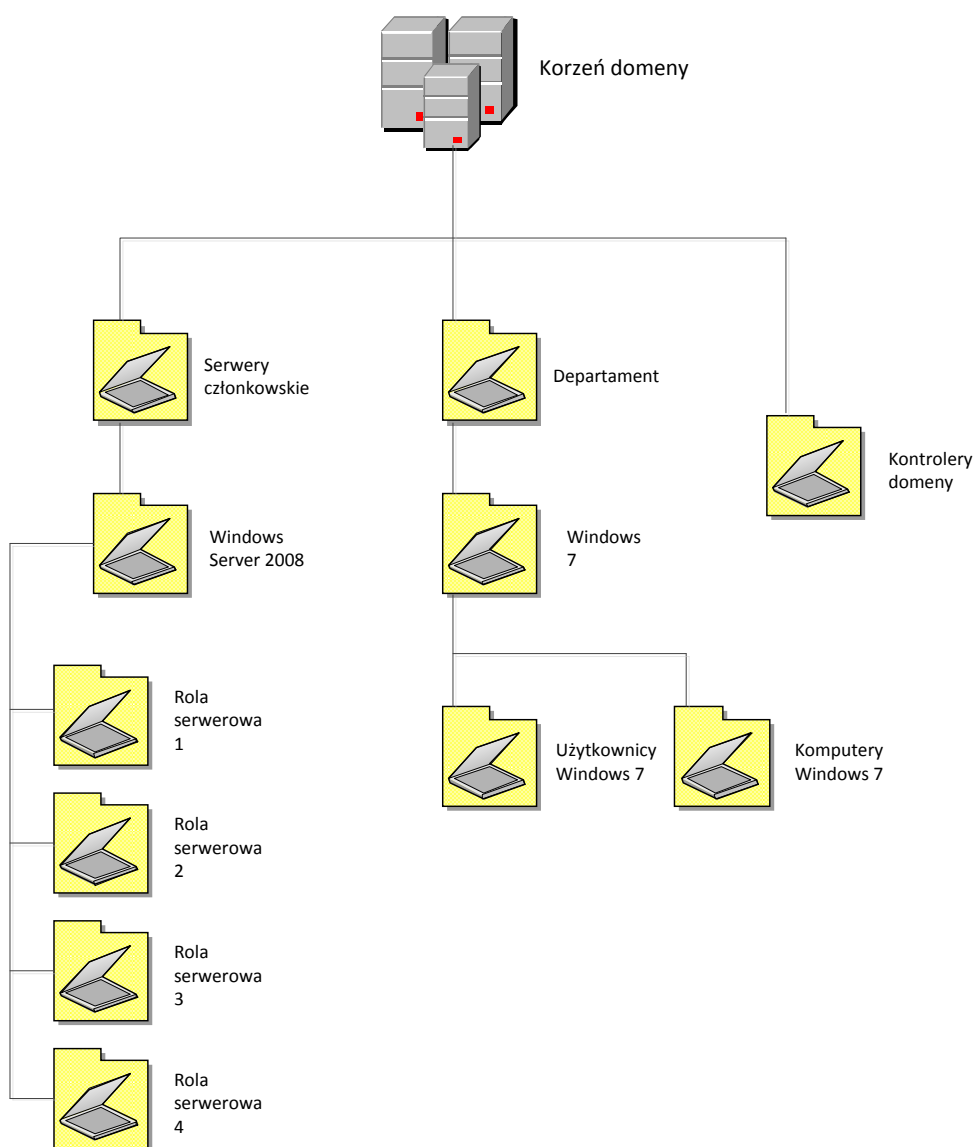 Korzeń domeny
Serwery
członkowskie
Departament
Kontrolery
domeny
Windows
Server 2008
Windows
7
Rola
serwerowa
1
Użytkownicy
Windows 7
Komputery
Windows 7
Rola
serwerowa
2
Rola
serwerowa
3
Rola
serwerowa
4